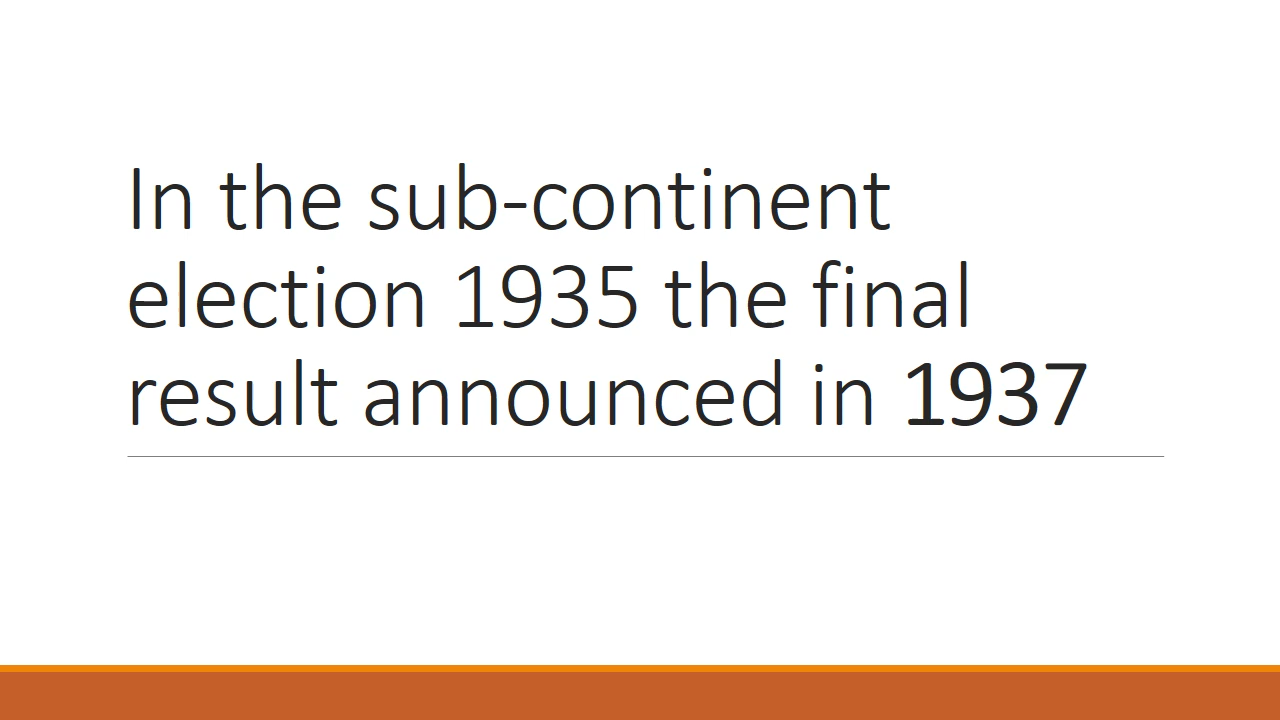 In the sub-continent
election 1935 the final
result announced in 1937